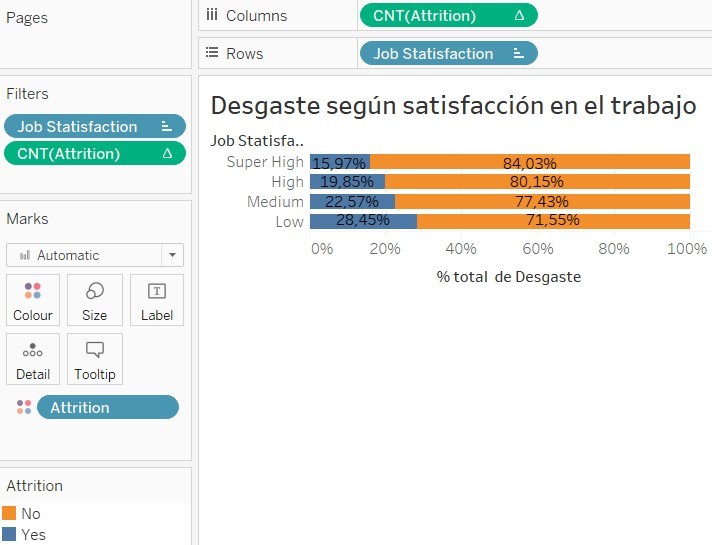 Pages
Columns
CNT(Attrition) Δ
Rows
Job Statisfaction
Filters
Job Statisfaction
CNT(Attrition) Δ
Marks
Automatic
Colour
Size
T
Label
Detail
Tooltip
Attrition
Attrition
No
Yes
Desgaste según satisfacción en el trabajo
Job Statisfa..
Super High 15,97% 84,03%
High 19,85% 80,15%
Medium 22,57% 77,43%
Low 28,45% 71,55%
0% 20% 40% 60% 80% 100%
% total de Desgaste